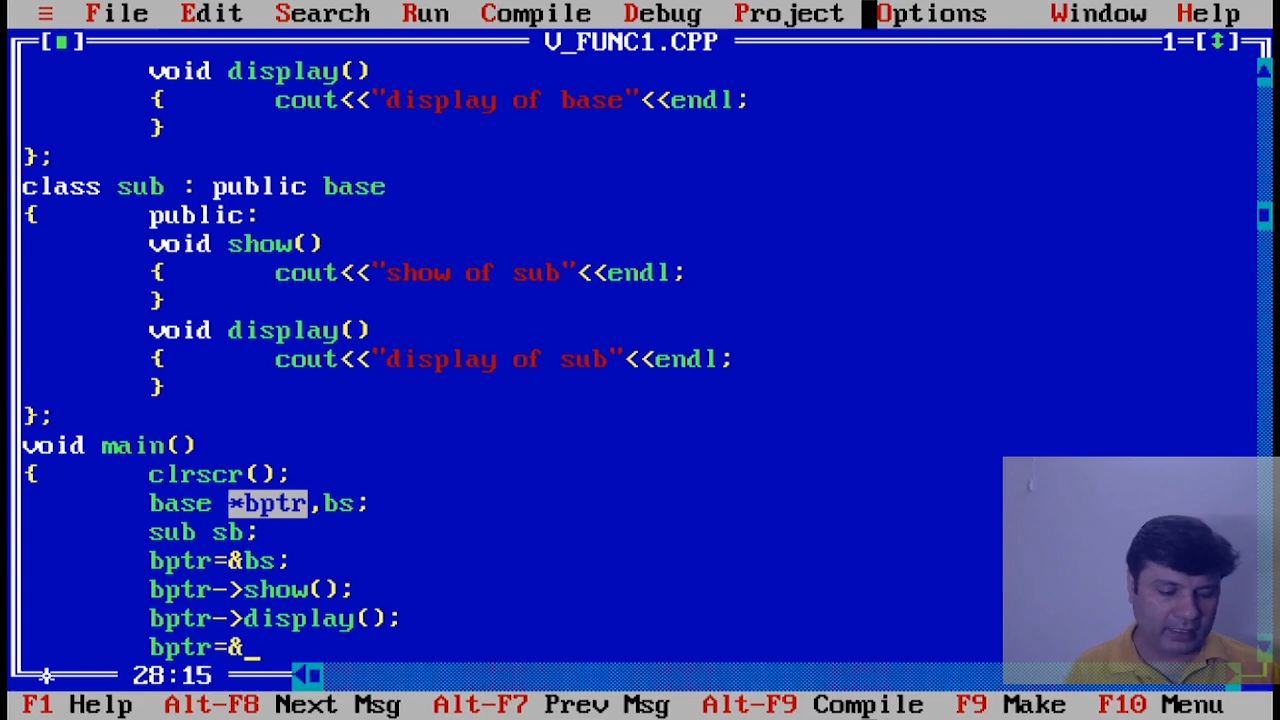 ≡ File Edit Search Run Compile Debug Project Options Window Help
[■] V_FUNC1.CPP 1=[↕]
void display()
{ cout<<"display of base"<<endl;
}
};
class sub : public base
{ public:
void show()
{ cout<<"show of sub"<<endl;
}
void display()
{ cout<<"display of sub"<<endl;
}
};
void main()
{ clrscr();
base *bptr,bs;
sub sb;
bptr=&bs;
bptr->show();
bptr->display();
bptr=&_
28:15
F1 Help Alt-F8 Next Msg Alt-F7 Prev Msg Alt-F9 Compile F9 Make F10 Menu